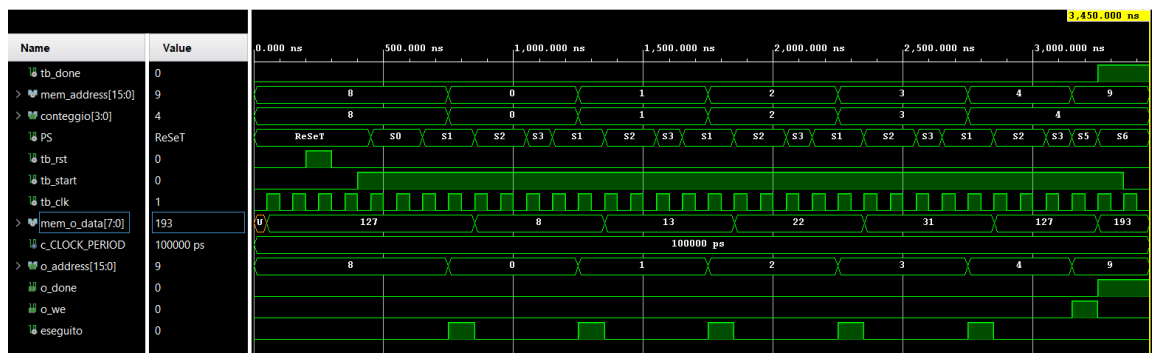 3,450.000 ns
Name Value 0.000 ns 500.000 ns 1,000.000 ns 1,500.000 ns 2,000.000 ns 2,500.000 ns 3,000.000 ns
tb_done 0
mem_address[15:0] 9 8 0 1 2 3 4 9
conteggio[3:0] 4 8 0 1 2 3 4
PS ReSeT ReSeT S0 S1 S2 S3 S1 S2 S3 S1 S2 S3 S1 S2 S3 S1 S2 S3 S5 S6
tb_rst 0
tb_start 0
tb_clk 1
mem_o_data[7:0] 193 U 127 8 13 22 31 127 193
c_CLOCK_PERIOD 100000 ps 100000 ps
o_address[15:0] 9 8 0 1 2 3 4 9
o_done 0
o_we 0
eseguito 0